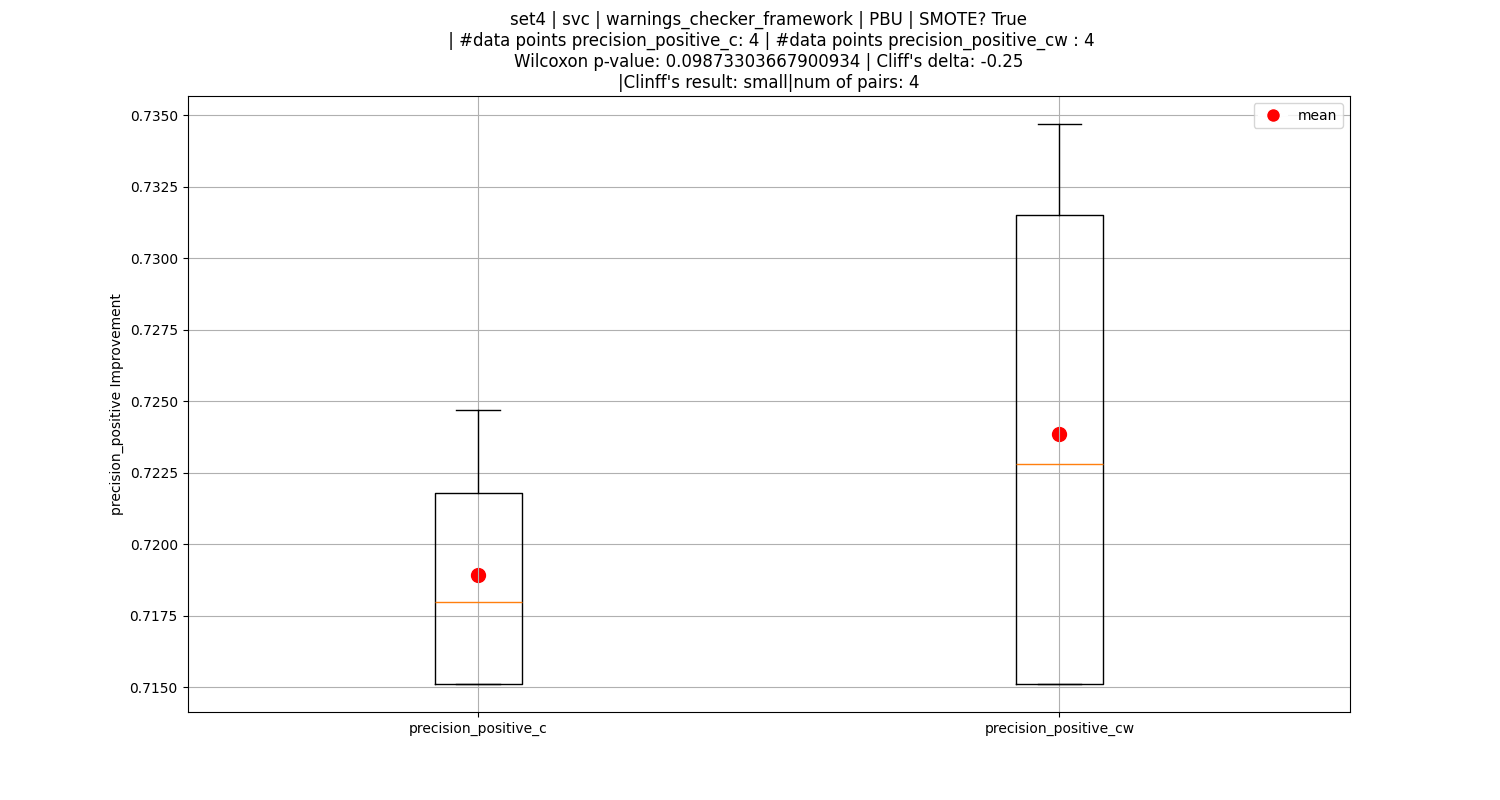 set4 | svc | warnings_checker_framework | PBU | SMOTE? True
| #data points precision_positive_c: 4 | #data points precision_positive_cw : 4
Wilcoxon p-value: 0.09873303667900934 | Cliff's delta: -0.25
|Clinff's result: small|num of pairs: 4
mean
0.7350
0.7325
0.7300
0.7275
0.7250
0.7225
0.7200
0.7175
0.7150
precision_positive Improvement
precision_positive_c
precision_positive_cw